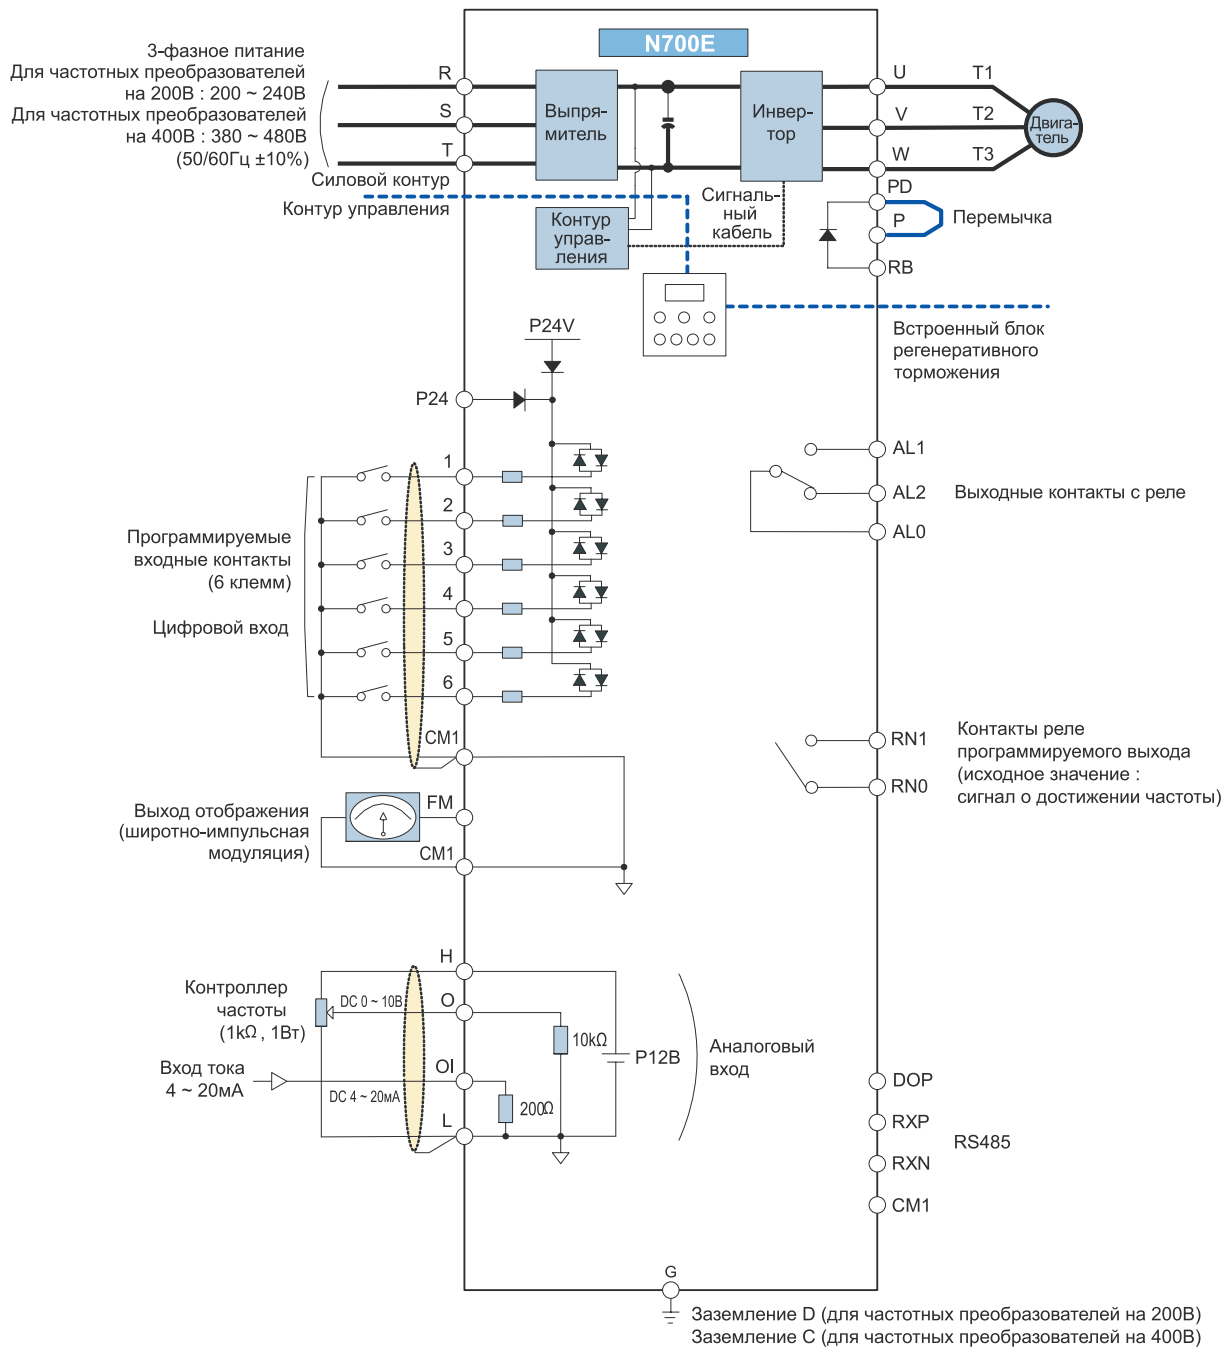 N700E
3-фазное питание
Для частотных преобразователей
на 200В : 200 ~ 240В
Для частотных преобразователей
на 400В : 380 ~ 480В
(50/60Гц ±10%)
R
S
T
Выпря-
митель
Инвер-
тор
U
V
W
T1
T2
T3
Двига-
тель
Силовой контур
Контур управления
Контур
управ-
ления
Сигналь-
ный
кабель
PD
P
RB
Перемычка
Встроенный блок
регенеративного
торможения
P24V
P24
1
2
3
4
5
6
CM1
Программируемые
входные контакты
(6 клемм)
Цифровой вход
AL1
AL2
AL0
Выходные контакты с реле
RN1
RN0
Контакты реле
программируемого выхода
(исходное значение :
сигнал о достижении частоты)
Выход отображения
(широтно-импульсная
модуляция)
FM
CM1
H
O
OI
L
Контроллер
частоты
(1kΩ , 1Вт)
DC 0 ~ 10В
Вход тока
4 ~ 20мА
DC 4 ~ 20мА
10kΩ
200Ω
P12В
Аналоговый
вход
DOP
RXP
RXN
CM1
RS485
G
Заземление D (для частотных преобразователей на 200В)
Заземление C (для частотных преобразователей на 400В)